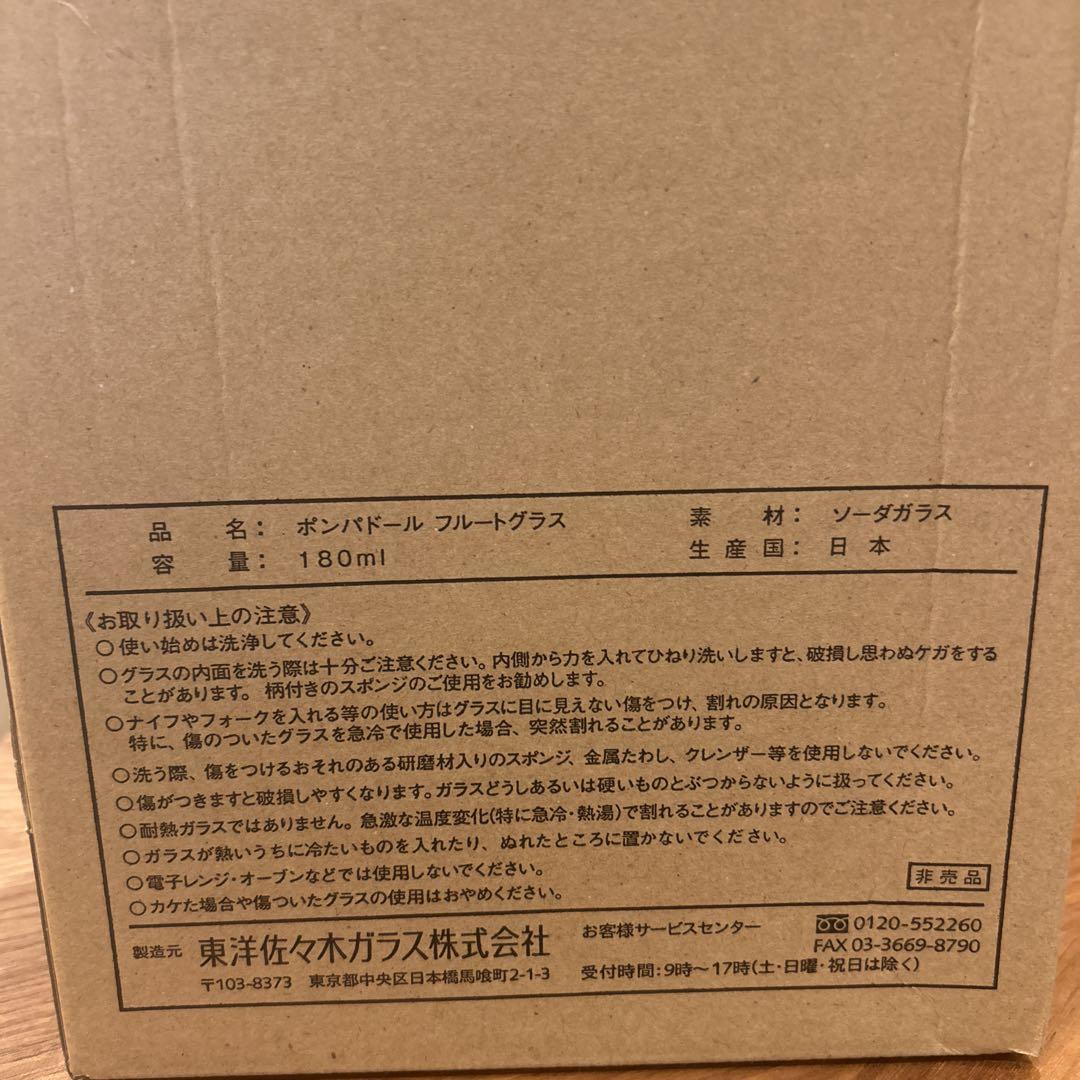 品 名： ポンパドール フルートグラス 素 材： ソーダガラス
容 量： 180ml 生産国： 日本
《お取り扱い上の注意》
○使い始めは洗浄してください。
○グラスの内面を洗う際は十分ご注意ください。内側から力を入れてひねり洗いしますと、破損し思わぬケガをする
ことがあります。 柄付きのスポンジのご使用をお勧めします。
○ナイフやフォークを入れる等の使い方はグラスに目に見えない傷をつけ、割れの原因となります。
特に、傷のついたグラスを急冷で使用した場合、突然割れることがあります。
○洗う際、傷をつけるおそれのある研磨材入りのスポンジ、金属たわし、クレンザー等を使用しないでください。
○傷がつきますと破損しやすくなります。ガラスどうしあるいは硬いものとぶつからないように扱ってください。
○耐熱ガラスではありません。急激な温度変化(特に急冷・熱湯)で割れることがありますのでご注意ください。
○ガラスが熱いうちに冷たいものを入れたり、ぬれたところに置かないでください。
○電子レンジ・オーブンなどでは使用しないでください。
○カケた場合や傷ついたグラスの使用はおやめください。
非売品
製造元 東洋佐々木ガラス株式会社
〒103-8373 東京都中央区日本橋馬喰町2-1-3
お客様サービスセンター 0120-552260
FAX 03-3669-8790
受付時間：9時～17時(土・日曜・祝日は除く)